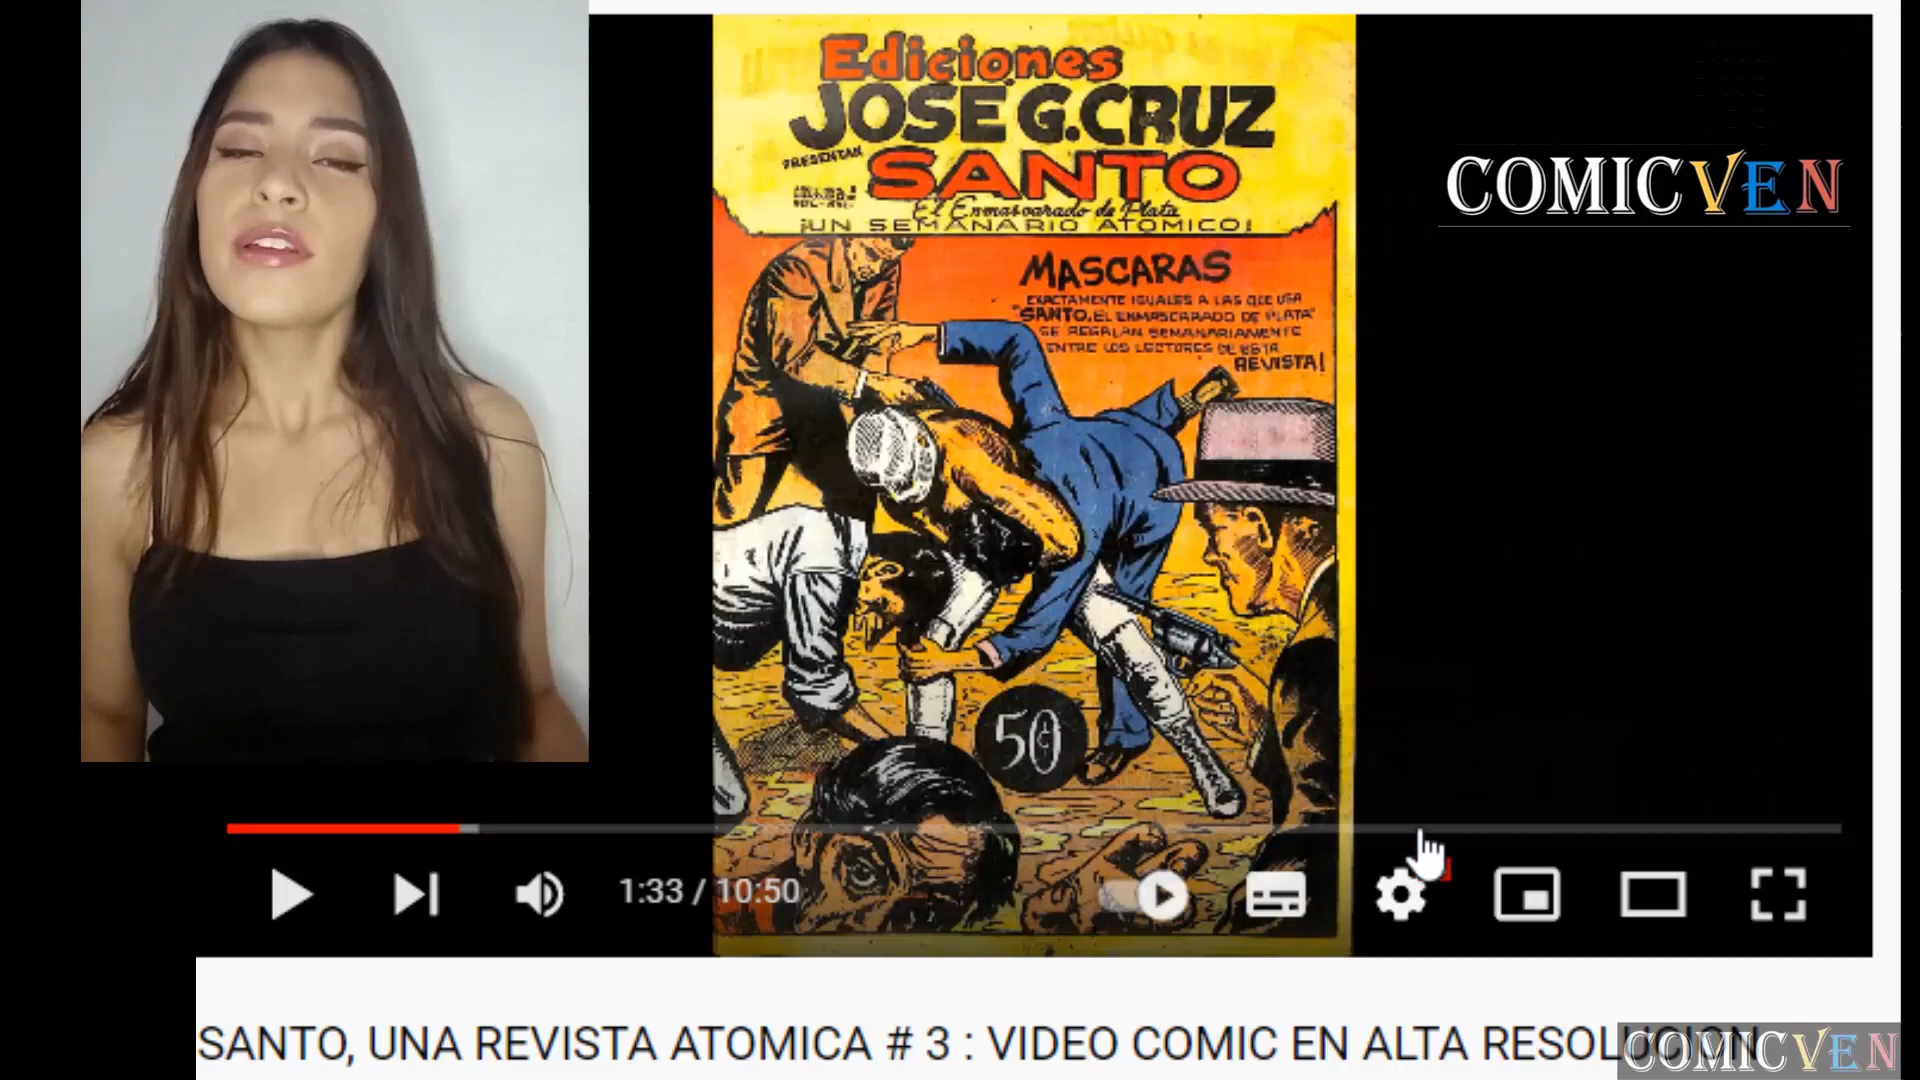 Ediciones
JOSE G. CRUZ
PRESENTAN
SANTO
El Enmascarado de Plata
¡UN SEMANARIO ATOMICO!
COMICVEN
MASCARAS
EXACTAMENTE IGUALES A LAS QUE USA
"SANTO, EL ENMASCARADO DE PLATA"
SE REGALAN SEMANARIAMENTE
ENTRE LOS LECTORES DE ESTA
REVISTA!
50¢
1:33 / 10:50
SANTO, UNA REVISTA ATOMICA # 3 : VIDEO COMIC EN ALTA RESOLUCION
COMICVEN